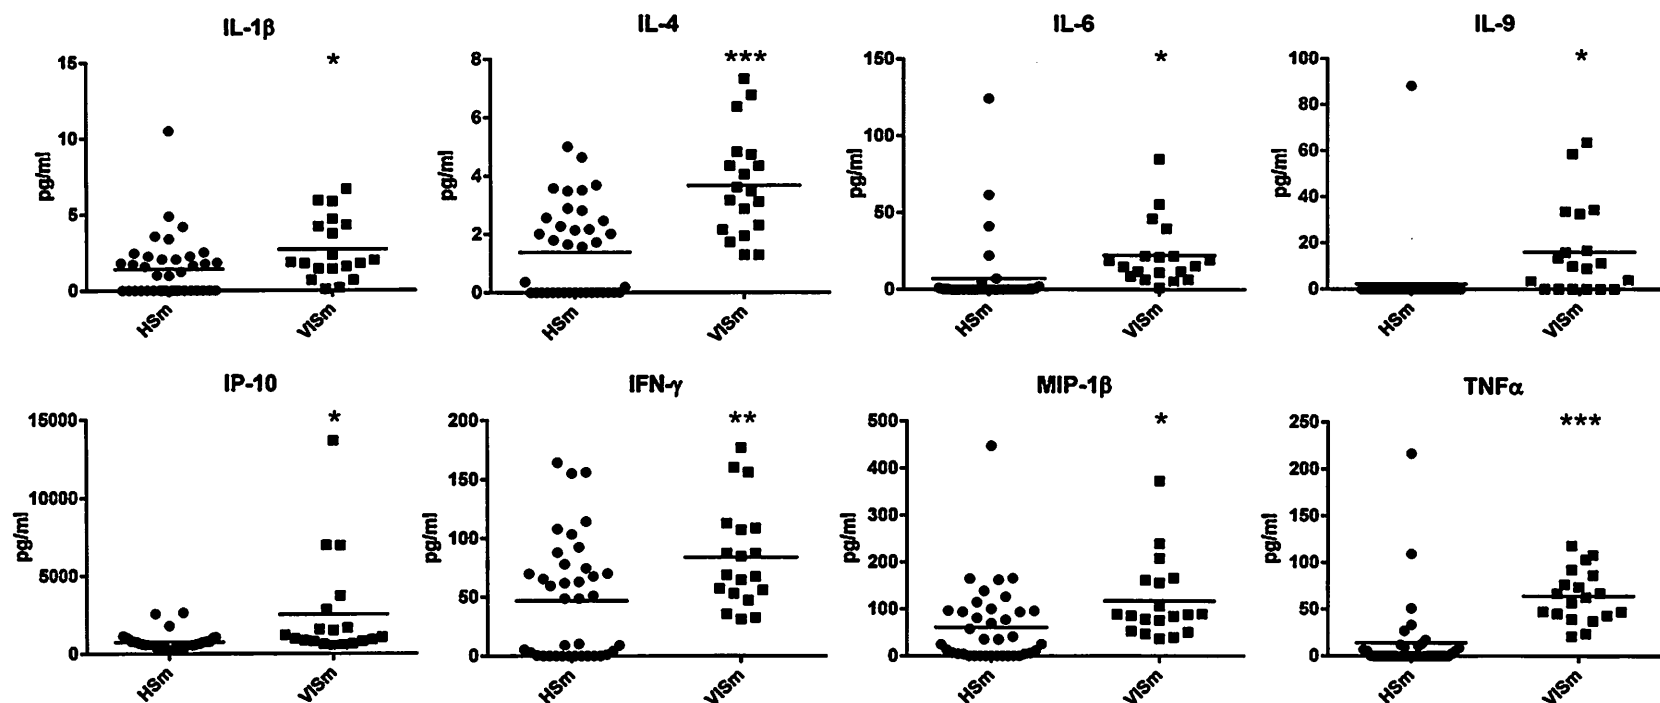 IL-1β
*
15
10
5
0
pg/ml
HSm
VISm
IL-4
***
8
6
4
2
0
pg/ml
HSm
VISm
IL-6
*
150
100
50
0
pg/ml
HSm
VISm
IL-9
*
100
80
60
40
20
0
pg/ml
HSm
VISm
IP-10
*
15000
10000
5000
0
pg/ml
HSm
VISm
IFN-γ
**
200
150
100
50
0
pg/ml
HSm
VISm
MIP-1β
*
500
400
300
200
100
0
pg/ml
HSm
VISm
TNFα
***
250
200
150
100
50
0
pg/ml
HSm
VISm